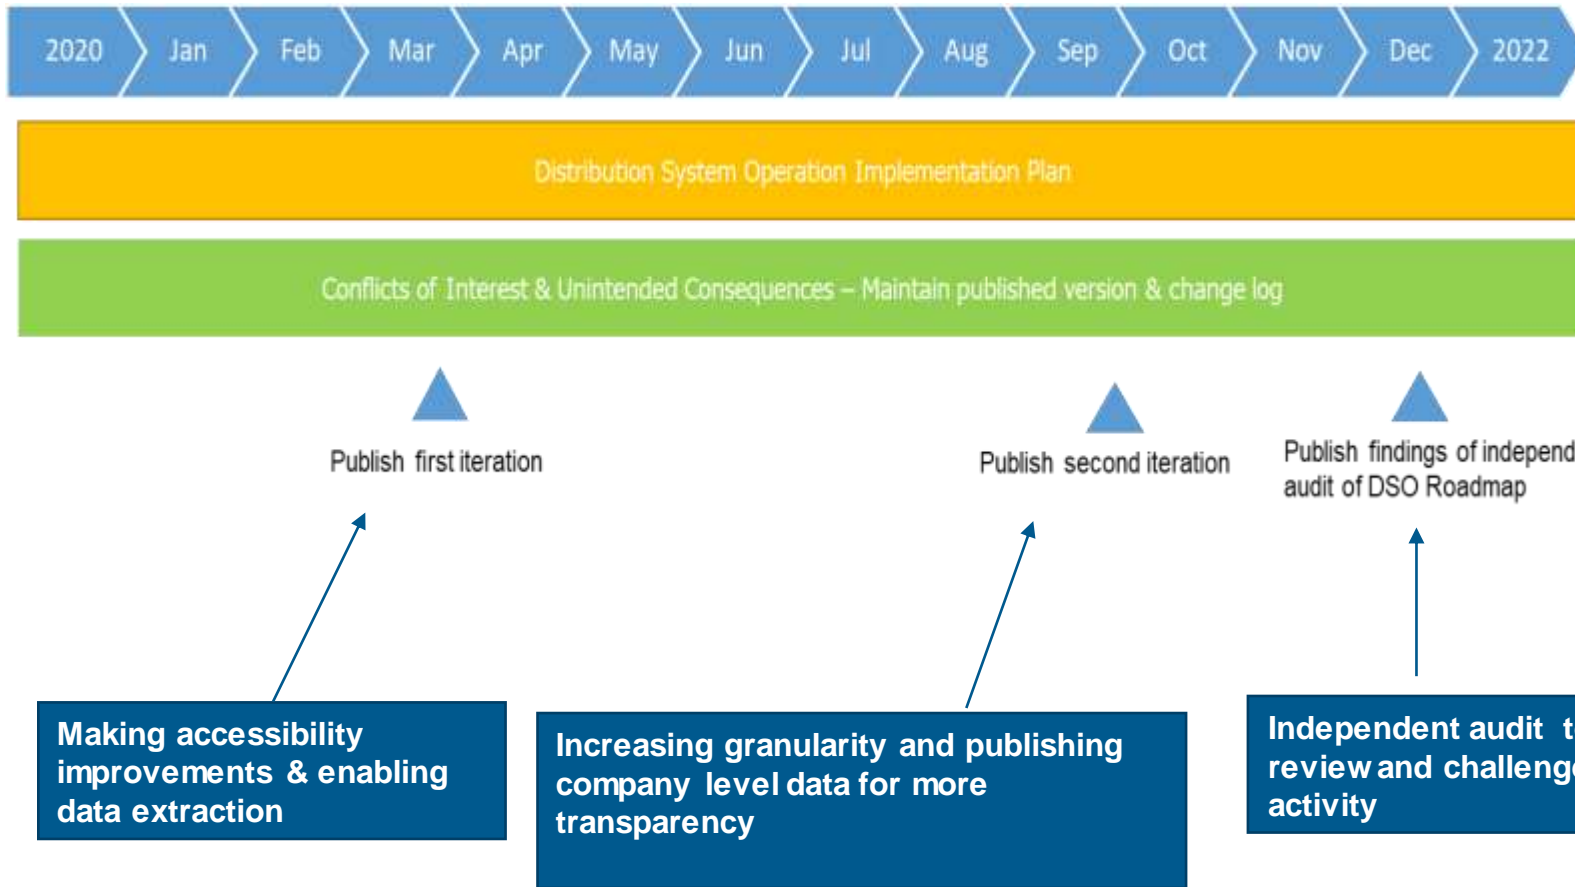 2020 Jan Feb Mar Apr May Jun Jul Aug Sep Oct Nov Dec 2022
Distribution System Operation Implementation Plan
Conflicts of Interest & Unintended Consequences – Maintain published version & change log
Publish first iteration
Publish second iteration
Publish findings of independ
audit of DSO Roadmap
Making accessibility
improvements & enabling
data extraction
Increasing granularity and publishing
company level data for more
transparency
Independent audit t
review and challeng
activity